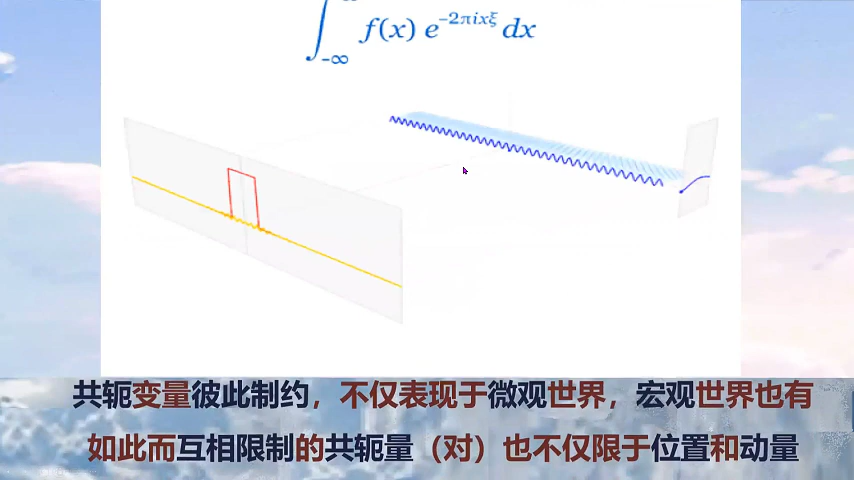 ∫_{-∞} f(x) e^{-2πixξ} dx
共轭变量彼此制约，不仅表现于微观世界，宏观世界也有
如此而互相限制的共轭量（对）也不仅限于位置和动量